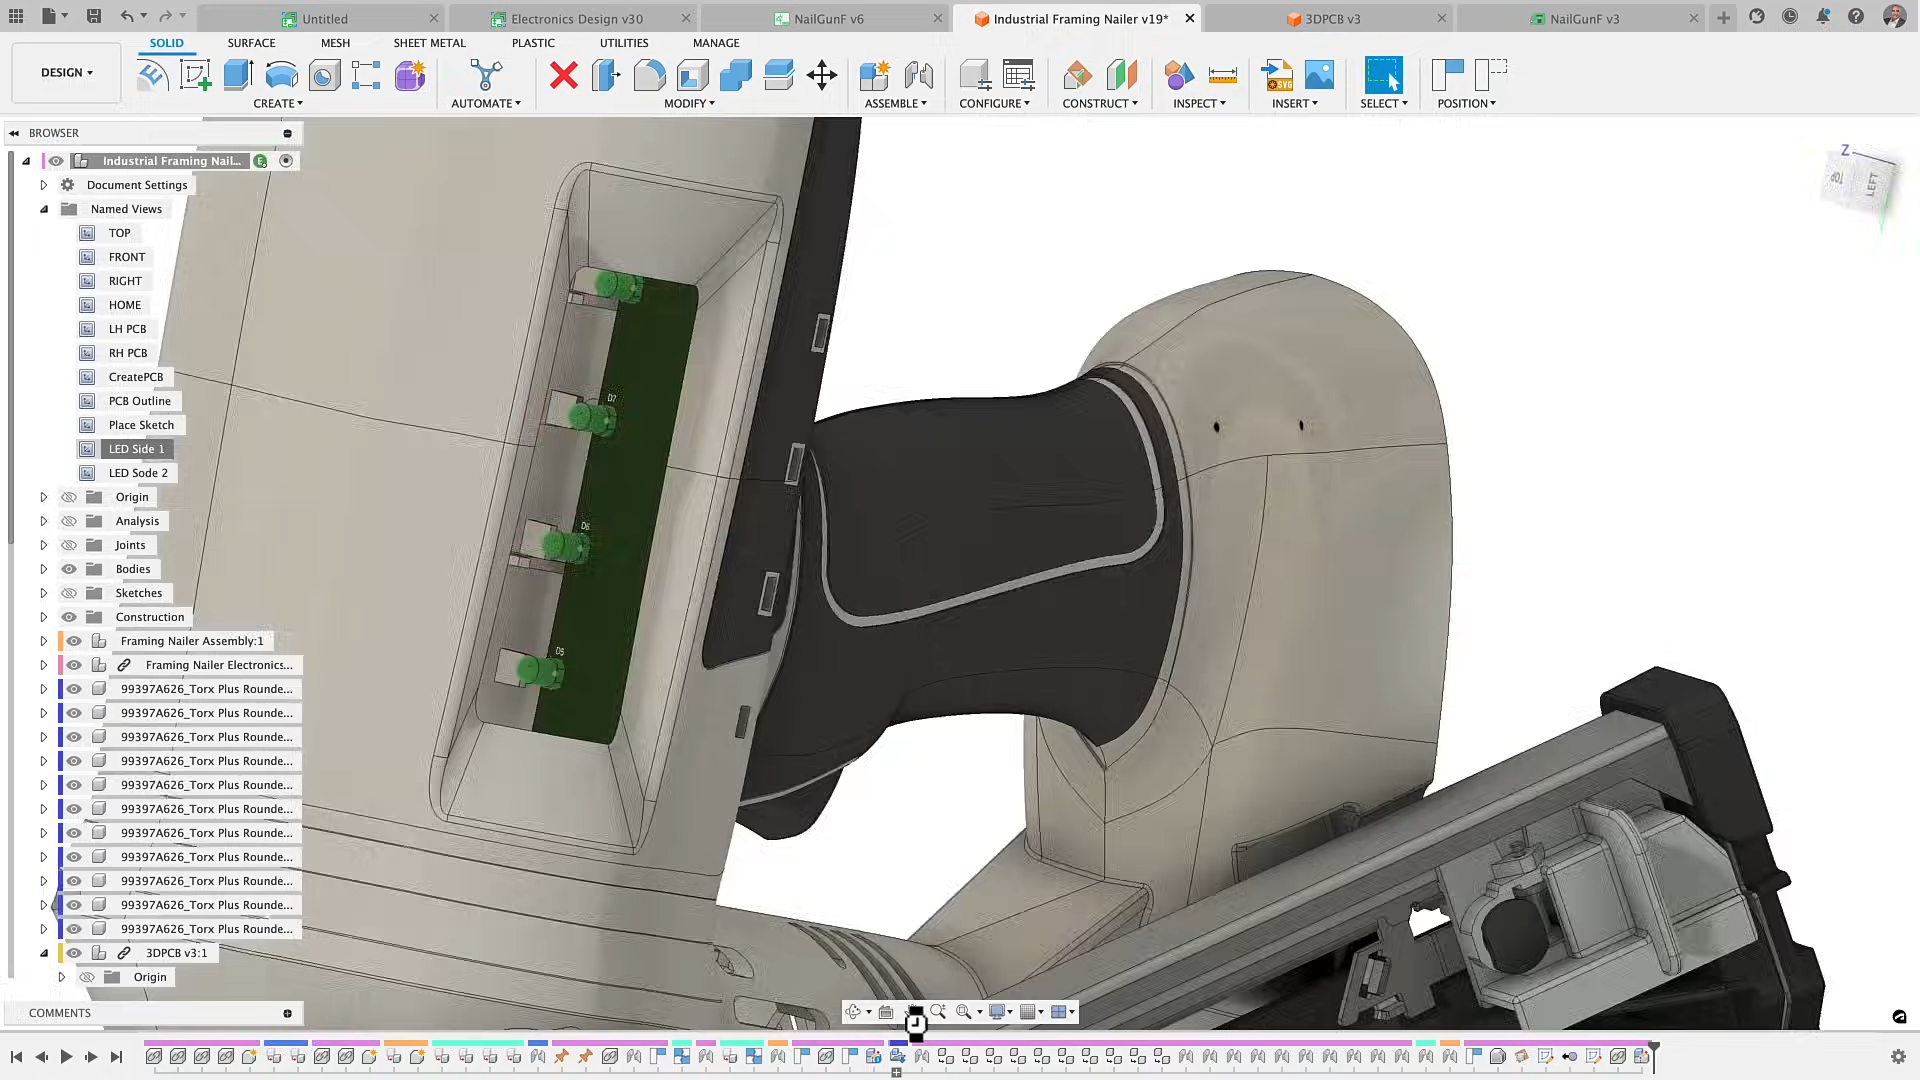 Untitled
Electronics Design v30
NailGunF v6
Industrial Framing Nailer v19*
3DPCB v3
NailGunF v3
DESIGN
SOLID
SURFACE
MESH
SHEET METAL
PLASTIC
UTILITIES
MANAGE
CREATE
AUTOMATE
MODIFY
ASSEMBLE
CONFIGURE
CONSTRUCT
INSPECT
INSERT
SELECT
POSITION
SVG
BROWSER
Industrial Framing Nail...
E
Document Settings
Named Views
TOP
FRONT
RIGHT
HOME
LH PCB
RH PCB
CreatePCB
PCB Outline
Place Sketch
LED Side 1
LED Sode 2
Origin
Analysis
Joints
Bodies
Sketches
Construction
Framing Nailer Assembly:1
Framing Nailer Electronics...
99397A626_Torx Plus Rounde...
99397A626_Torx Plus Rounde...
99397A626_Torx Plus Rounde...
99397A626_Torx Plus Rounde...
99397A626_Torx Plus Rounde...
99397A626_Torx Plus Rounde...
99397A626_Torx Plus Rounde...
99397A626_Torx Plus Rounde...
99397A626_Torx Plus Rounde...
99397A626_Torx Plus Rounde...
99397A626_Torx Plus Rounde...
3DPCB v3:1
Origin
COMMENTS
D7
D6
D5
Z
TOP
LEFT